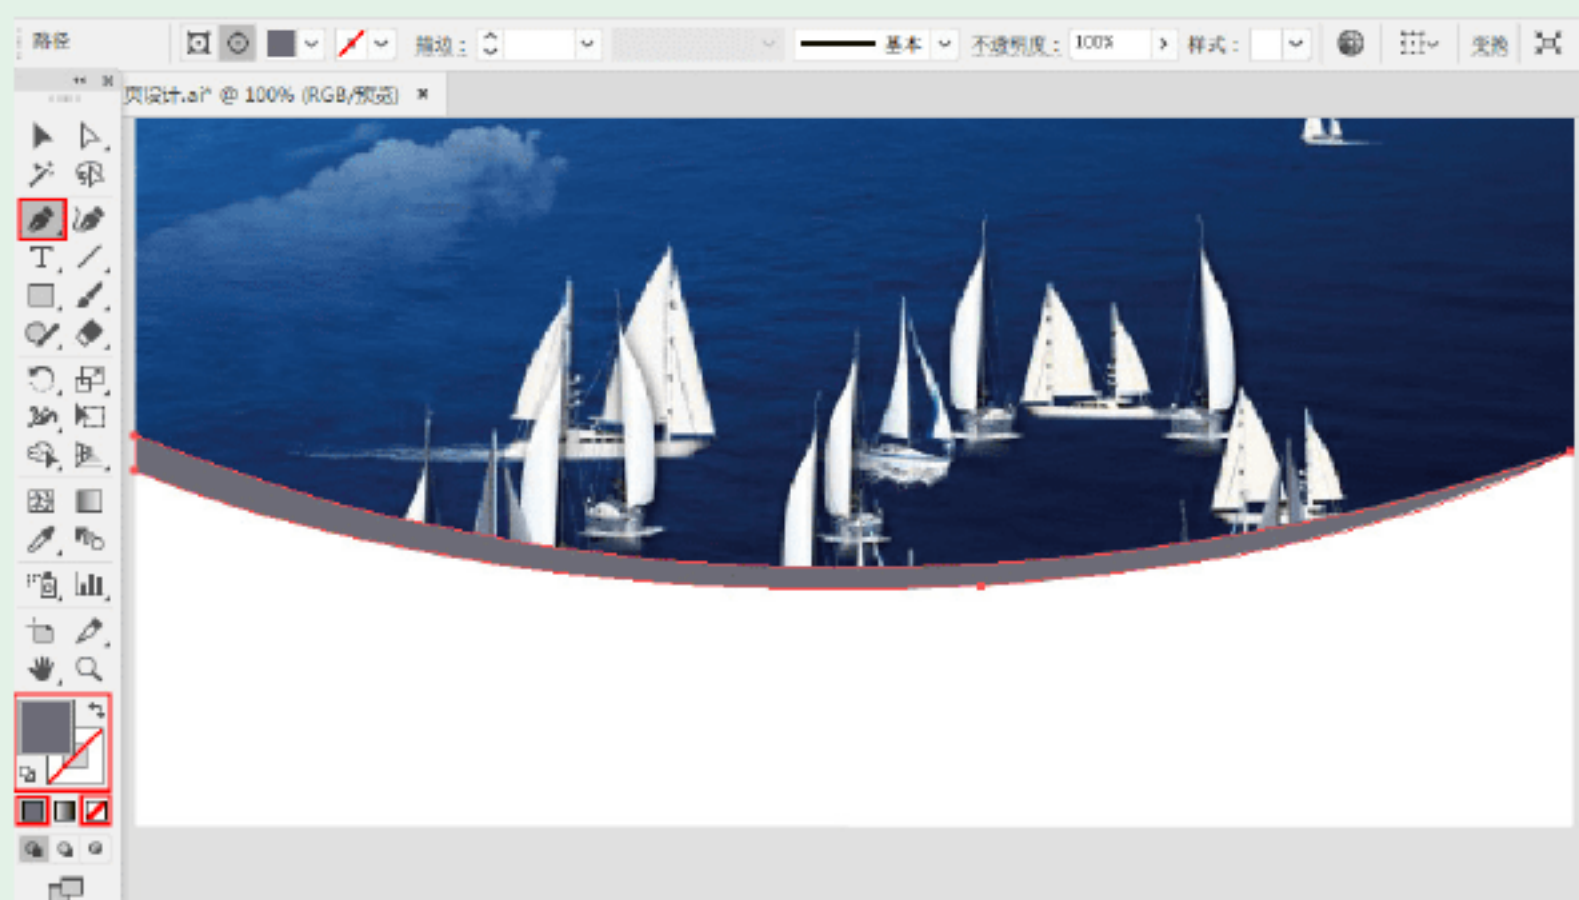 路径 描边： 基本 不透明度： 100% 样式： 变换
页设计.ai* @ 100% (RGB/预览) ×
T